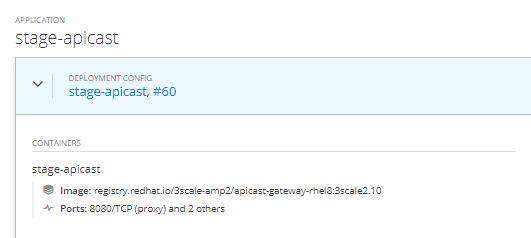 APPLICATION
stage-apicast
DEPLOYMENT CONFIG
stage-apicast, #60
CONTAINERS
stage-apicast
Image: registry.redhat.io/3scale-amp2/apicast-gateway-rhel8:3scale2.10
Ports: 8080/TCP (proxy) and 2 others